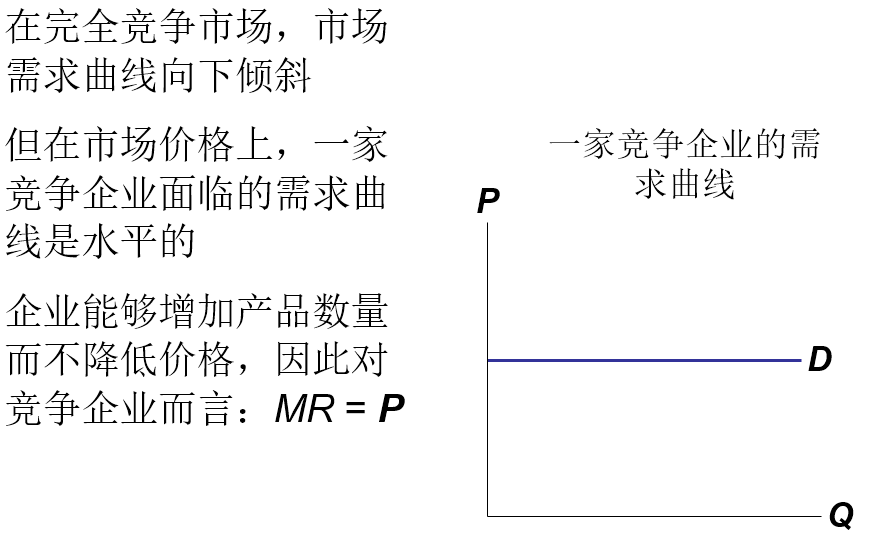 在完全竞争市场，市场
需求曲线向下倾斜
但在市场价格上，一家
竞争企业面临的需求曲
线是水平的
企业能够增加产品数量
而不降低价格，因此对
竞争企业而言：MR = P
一家竞争企业的需
求曲线
P
D
Q